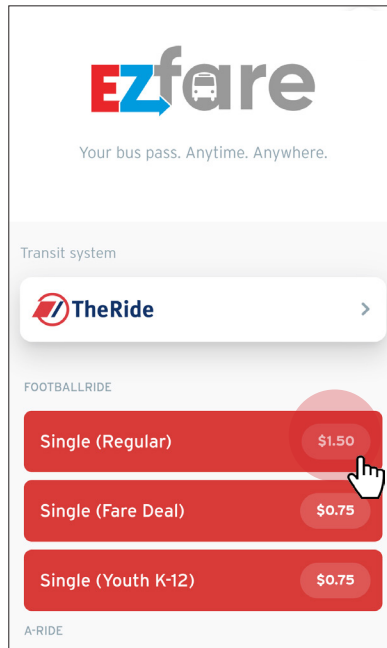 EZfare
Your bus pass. Anytime. Anywhere.
Transit system
TheRide
FOOTBALLRIDE
Single (Regular) $1.50
Single (Fare Deal) $0.75
Single (Youth K-12) $0.75
A-RIDE